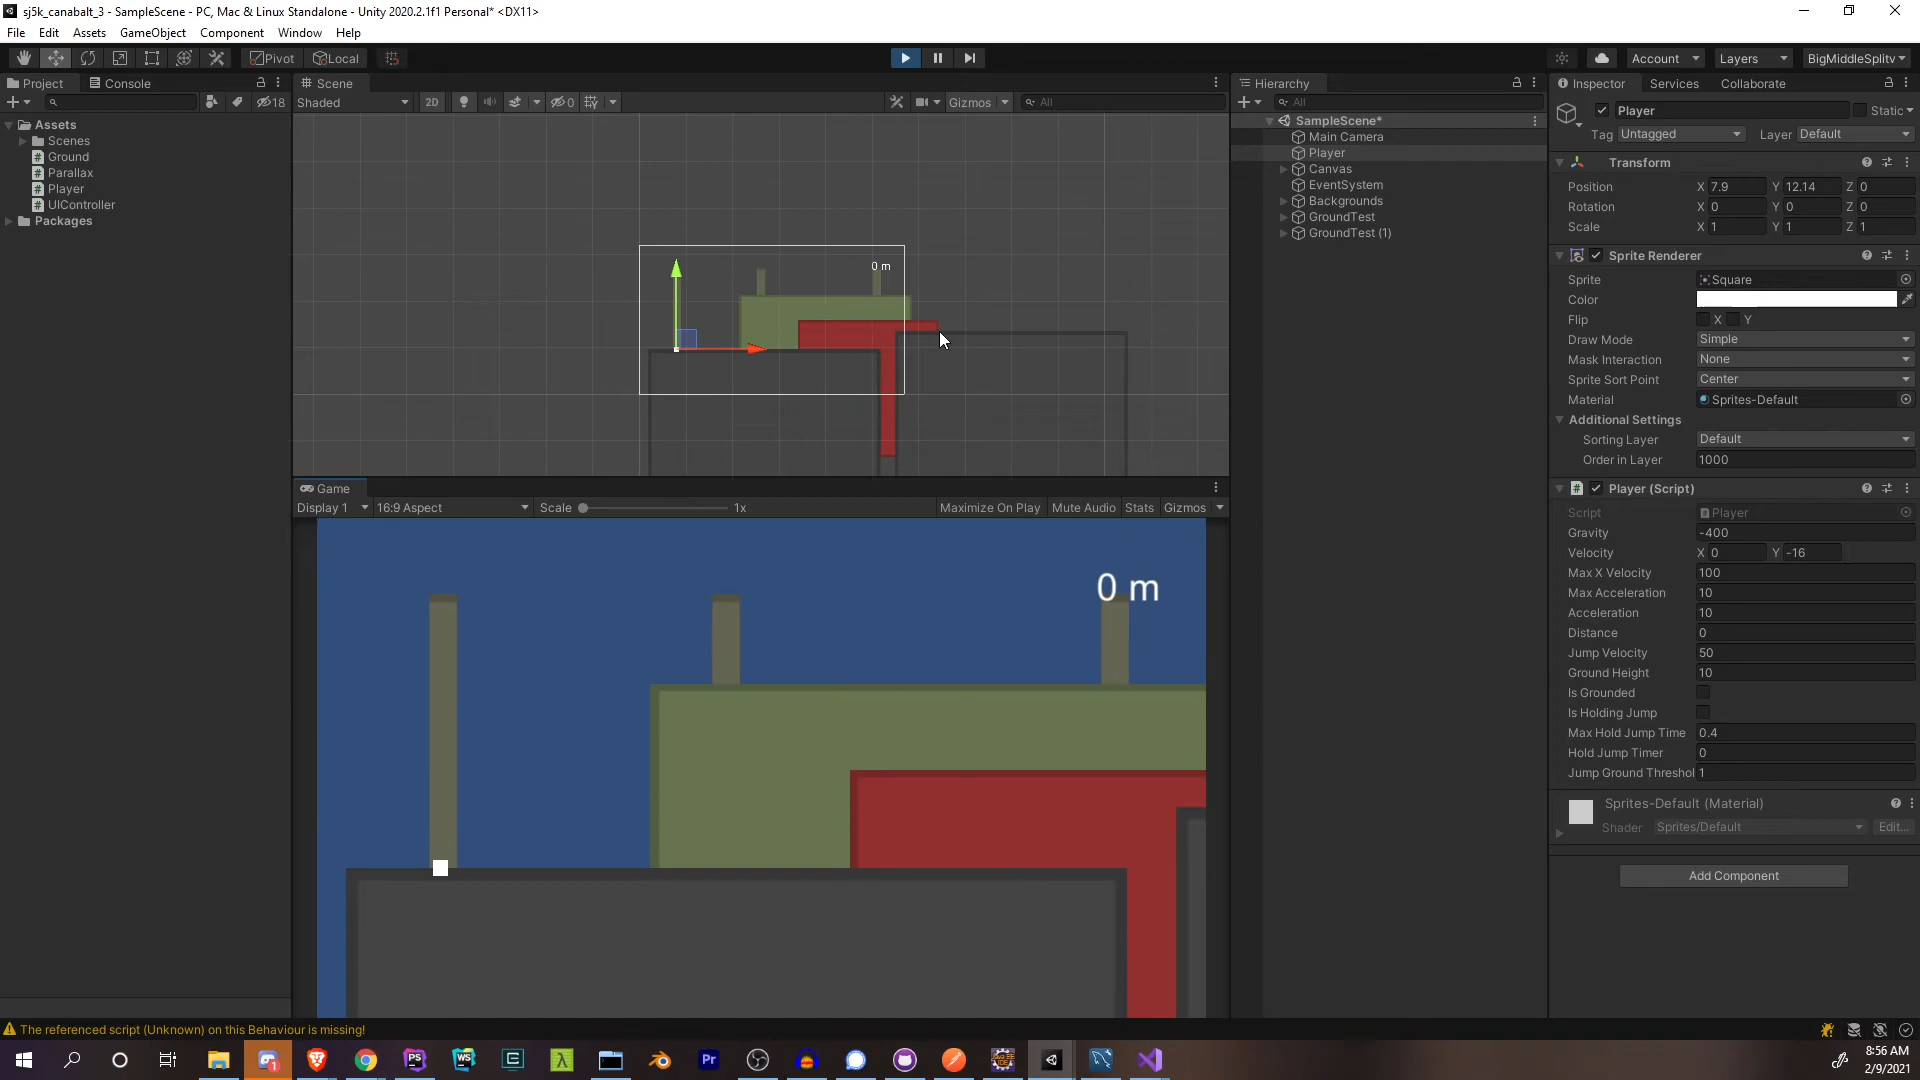 sj5k_canabalt_3 - SampleScene - PC, Mac & Linux Standalone - Unity 2020.2.1f1 Personal* <DX11>
File Edit Assets GameObject Component Window Help
Pivot Local Account Layers BigMiddleSplitv
Project Console Scene Hierarchy Inspector Services Collaborate
18 Shaded 2D 0 Gizmos All All
Player Static
Tag Untagged Layer Default
Assets
Scenes
Ground
Parallax
Player
UIController
Packages
0 m
SampleScene*
Main Camera
Player
Canvas
EventSystem
Backgrounds
GroundTest
GroundTest (1)
Transform
Position X 7.9 Y 12.14 Z 0
Rotation X 0 Y 0 Z 0
Scale X 1 Y 1 Z 1
Sprite Renderer
Sprite Square
Color
Flip X Y
Draw Mode Simple
Mask Interaction None
Sprite Sort Point Center
Material Sprites-Default
Additional Settings
Sorting Layer Default
Order in Layer 1000
Player (Script)
Script Player
Gravity -400
Velocity X 0 Y -16
Max X Velocity 100
Max Acceleration 10
Acceleration 10
Distance 0
Jump Velocity 50
Ground Height 10
Is Grounded
Is Holding Jump
Max Hold Jump Time 0.4
Hold Jump Timer 0
Jump Ground Threshol 1
Sprites-Default (Material)
Shader Sprites/Default Edit...
Add Component
Game
Display 1 16:9 Aspect Scale 1x Maximize On Play Mute Audio Stats Gizmos
0 m
The referenced script (Unknown) on this Behaviour is missing!
8:56 AM
2/9/2021